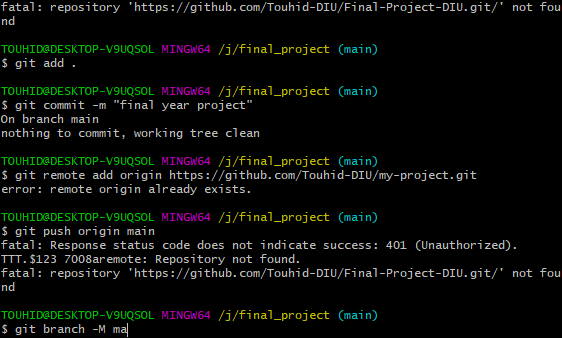 fatal: repository 'https://github.com/Touhid-DIU/Final-Project-DIU.git/' not fou
nd
TOUHID@DESKTOP-V9UQSOL MINGW64 /j/final_project (main)
$ git add .
TOUHID@DESKTOP-V9UQSOL MINGW64 /j/final_project (main)
$ git commit -m "final year project"
On branch main
nothing to commit, working tree clean
TOUHID@DESKTOP-V9UQSOL MINGW64 /j/final_project (main)
$ git remote add origin https://github.com/Touhid-DIU/my-project.git
error: remote origin already exists.
TOUHID@DESKTOP-V9UQSOL MINGW64 /j/final_project (main)
$ git push origin main
fatal: Response status code does not indicate success: 401 (Unauthorized).
TTT.$123 7008aremote: Repository not found.
fatal: repository 'https://github.com/Touhid-DIU/Final-Project-DIU.git/' not fou
nd
TOUHID@DESKTOP-V9UQSOL MINGW64 /j/final_project (main)
$ git branch -M ma